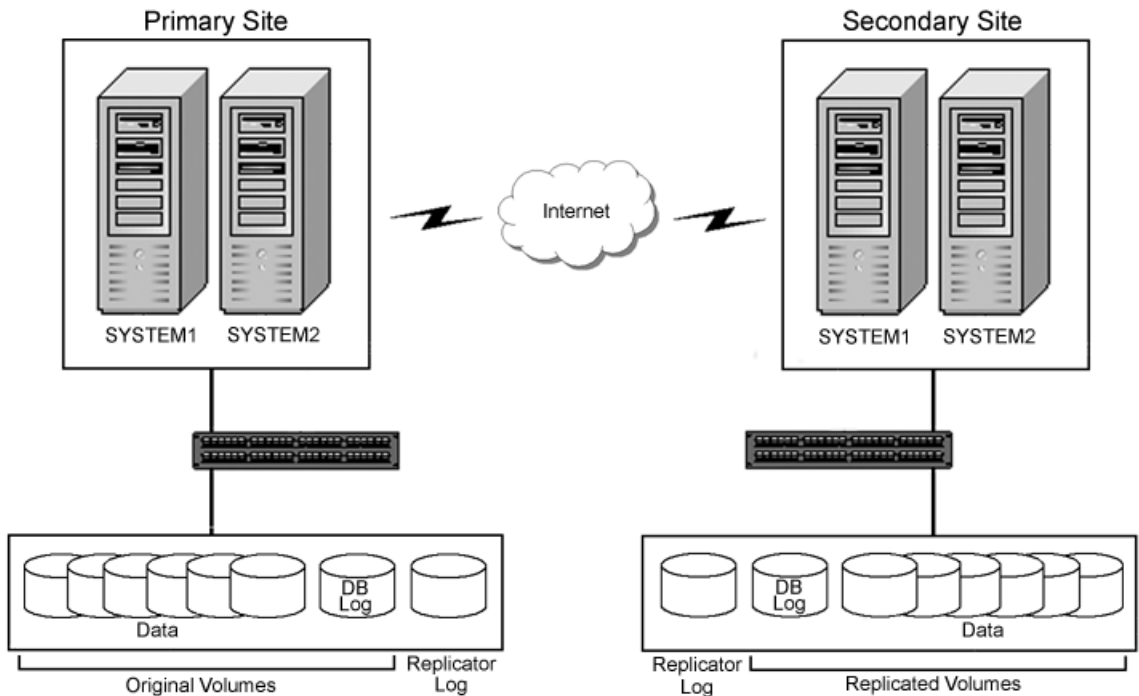 Primary Site
Secondary Site
Internet
SYSTEM1
SYSTEM2
SYSTEM1
SYSTEM2
DB
Log
Data
Original Volumes
Replicator
Log
DB
Log
Data
Replicator
Log
Replicated Volumes